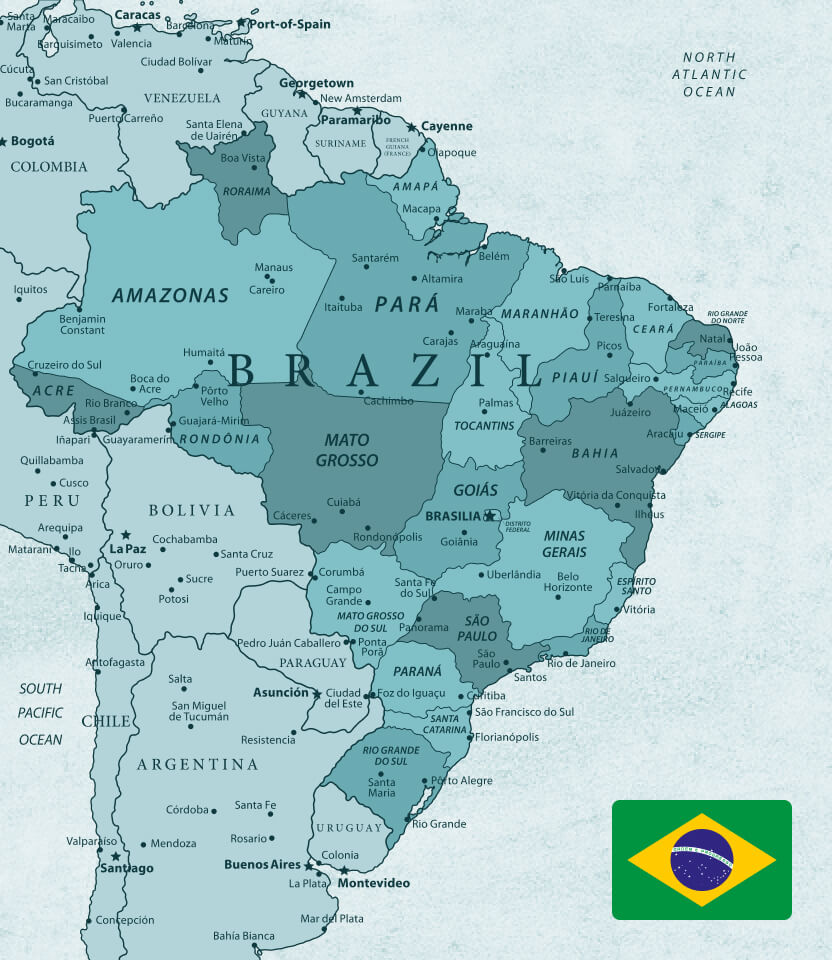 Santa
Marta
Maracaibo
Caracas
Barcelona
Port-of-Spain
Barquisimeto
Valencia
Maturín
Cúcuta
San Cristóbal
Ciudad Bolívar
Bucaramanga
VENEZUELA
Georgetown
New Amsterdam
Puerto Carreño
GUYANA
Paramaribo
Cayenne
Santa Elena
de Uairén
SURINAME
FRENCH
GUIANA
(FRANCE)
Oiapoque
Bogotá
COLOMBIA
Boa Vista
RORAIMA
AMAPÁ
Macapa
NORTH
ATLANTIC
OCEAN
Iquitos
Manaus
Careiro
AMAZONAS
Benjamin
Constant
Santarém
Altamira
Itaituba
PARÁ
Belém
Maraba
Carajas
São Luís
Parnaíba
MARANHÃO
Teresina
Fortaleza
CEARÁ
RIO GRANDE
DO NORTE
Natal
João
Pessoa
PARAÍBA
Araguaína
Picos
PIAUÍ
Salgueiro
PERNAMBUCO
Recife
Cruzeiro do Sul
ACRE
Humaitá
Boca do
Acre
Pôrto
Velho
BRAZIL
Cachimbo
Rio Branco
Assis Brasil
Guajará-Mirim
Iñapari
Guayaramerín
RONDÔNIA
Palmas
TOCANTINS
Juázeiro
Maceió
ALAGOAS
Aracaju
SERGIPE
MATO
GROSSO
Barreiras
BAHIA
Salvador
Quillabamba
Cusco
PERU
BOLIVIA
Cuiabá
Cáceres
Rondonópolis
GOIÁS
BRASILIA
DISTRITO
FEDERAL
Goiânia
Vitória da Conquista
Ilhéus
MINAS
GERAIS
Arequipa
Matarani
Ilo
Tacna
La Paz
Cochabamba
Oruro
Santa Cruz
Sucre
Potosi
Arica
Iquique
Puerto Suarez
Corumbá
Campo
Grande
MATO GROSSO
DO SUL
Santa Fe
do Sul
Uberlândia
Belo
Horizonte
ESPÍRITO
SANTO
Vitória
SÃO
PAULO
Panorama
RIO DE
JANEIRO
Rio de Janeiro
São
Paulo
Santos
Pedro Juán Caballero
Ponta
Porã
PARAGUAY
Antofagasta
SOUTH
PACIFIC
OCEAN
CHILE
Salta
San Miguel
de Tucumán
Resistencia
Asunción
Ciudad
del Este
Foz do Iguaçu
PARANÁ
Curitiba
São Francisco do Sul
SANTA
CATARINA
Florianópolis
ARGENTINA
RIO GRANDE
DO SUL
Santa
Maria
Pôrto Alegre
Rio Grande
Córdoba
Santa Fe
Rosario
URUGUAY
Valparaíso
Mendoza
Santiago
Buenos Aires
Colonia
La Plata
Montevideo
Concepción
Mar del Plata
Bahía Bianca
ORDEM E PROGRESSO